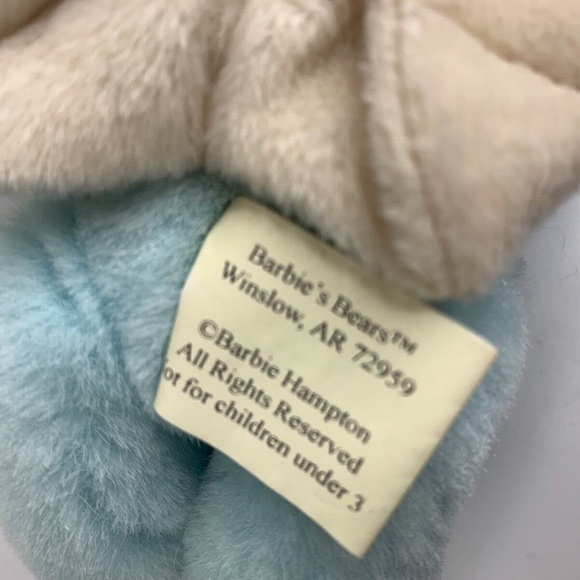 Barbie's Bears™
Winslow, AR 72959
©Barbie Hampton
All Rights Reserved
ot for children under 3